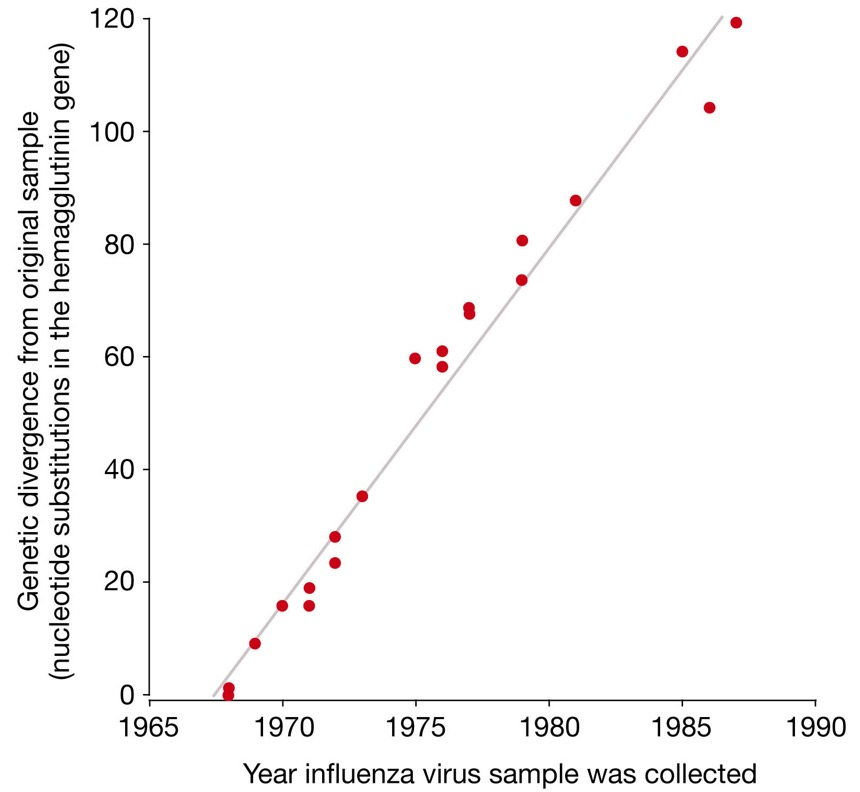 Genetic divergence from original sample
(nucleotide substitutions in the hemagglutinin gene)
120
100
80
60
40
20
0
1965 1970 1975 1980 1985 1990
Year influenza virus sample was collected